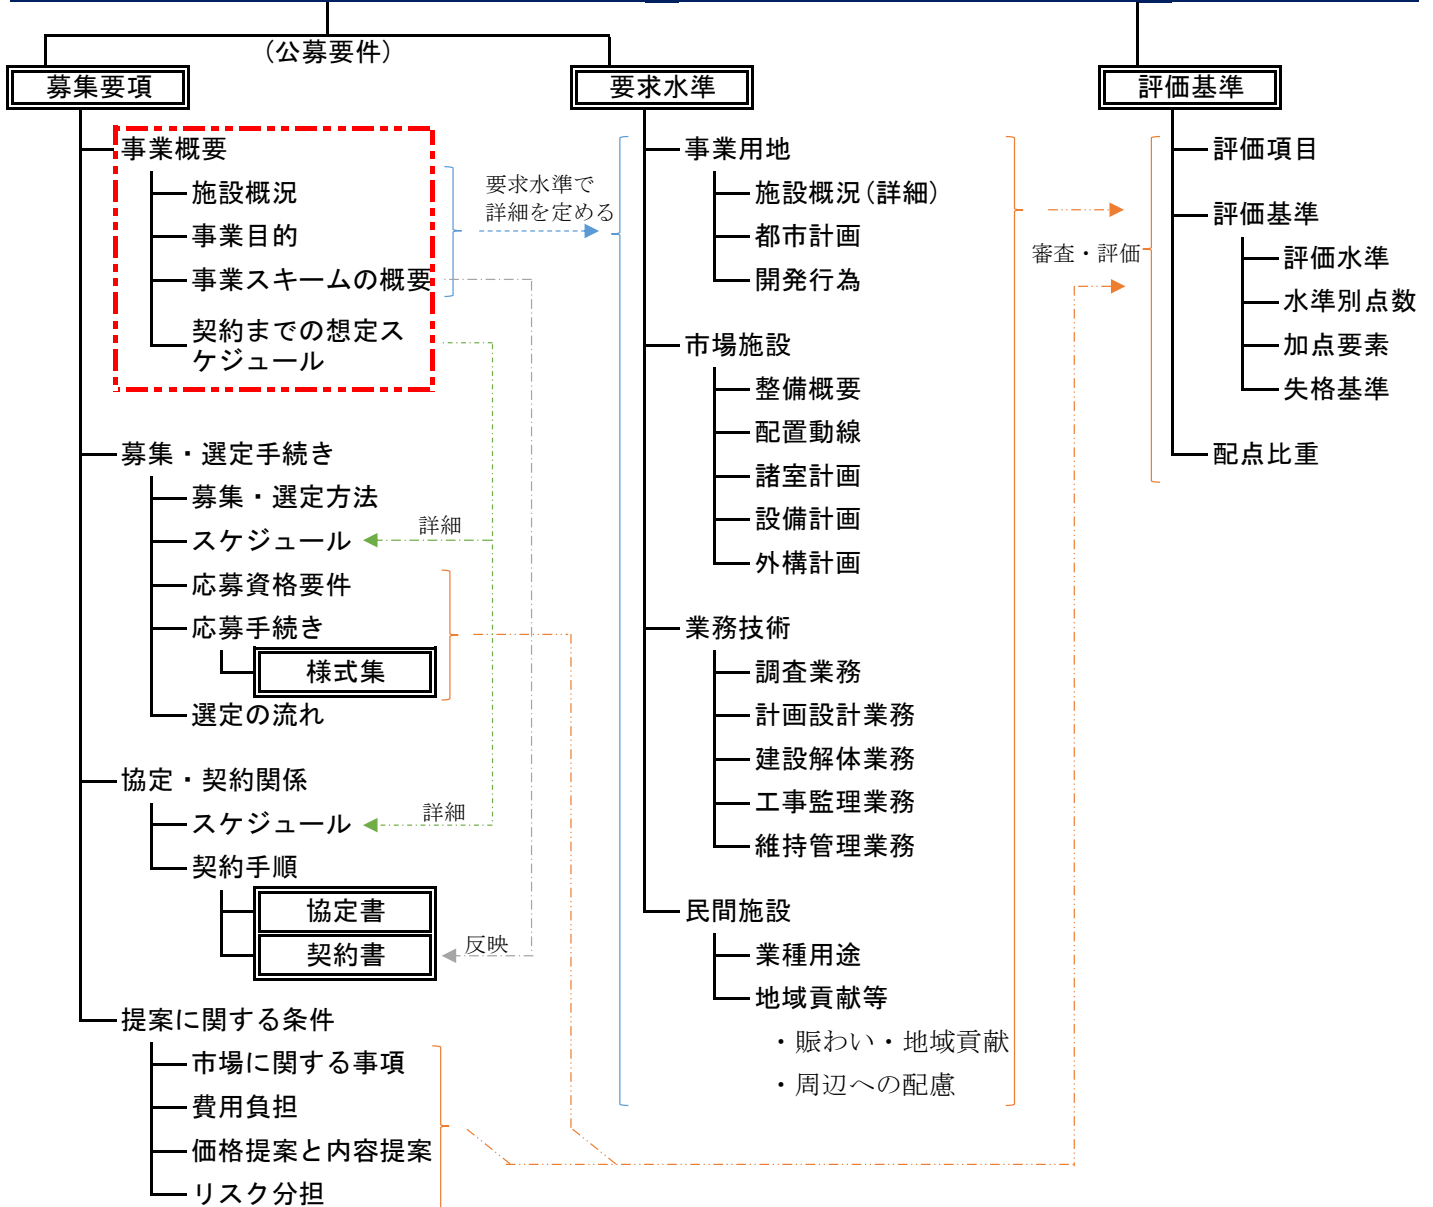 (公募要件)
募集要項
事業概要
施設概況
事業目的
事業スキームの概要
契約までの想定ス
ケジュール
募集・選定手続き
募集・選定方法
スケジュール
応募資格要件
応募手続き
様式集
選定の流れ
協定・契約関係
スケジュール
契約手順
協定書
契約書
提案に関する条件
市場に関する事項
費用負担
価格提案と内容提案
リスク分担
要求水準で
詳細を定める
詳細
詳細
反映
要求水準
事業用地
施設概況(詳細)
都市計画
開発行為
市場施設
整備概要
配置動線
諸室計画
設備計画
外構計画
業務技術
調査業務
計画設計業務
建設解体業務
工事監理業務
維持管理業務
民間施設
業種用途
地域貢献等
・賑わい・地域貢献
・周辺への配慮
審査・評価
評価基準
評価項目
評価基準
評価水準
水準別点数
加点要素
失格基準
配点比重